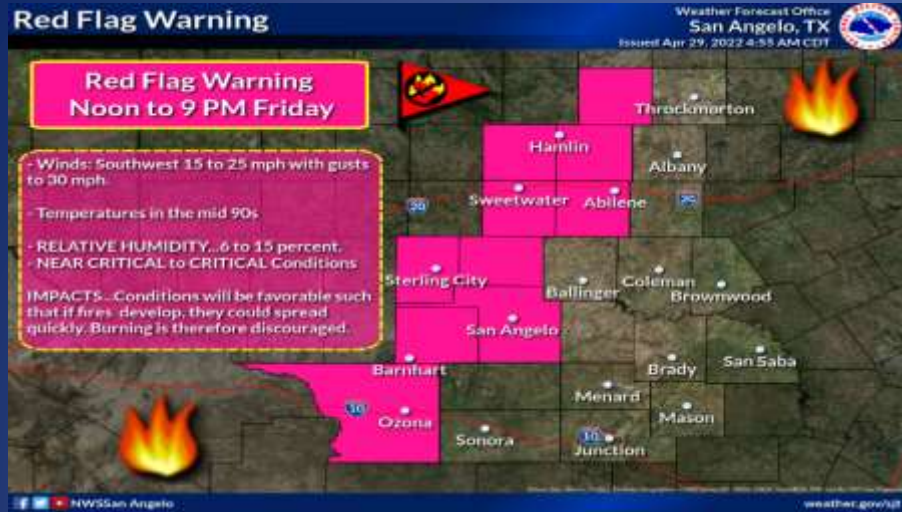 Red Flag Warning
Weather Forecast Office
San Angelo, TX
Issued Apr 29, 2022 4:55 AM CDT
Red Flag Warning
Noon to 9 PM Friday
- Winds: Southwest 15 to 25 mph with gusts
to 30 mph.
- Temperatures in the mid 90s
- RELATIVE HUMIDITY...6 to 15 percent.
- NEAR CRITICAL to CRITICAL Conditions
IMPACTS...Conditions will be favorable such
that if fires develop, they could spread
quickly. Burning is therefore discouraged.
Throckmorton
Hamlin
Albany
20
Sweetwater
Abilene
20
Sterling City
Ballinger
Coleman
Brownwood
San Angelo
Barnhart
Brady
San Saba
Menard
10
Ozona
Mason
Sonora
10
Junction
NWSSan Angelo
weather.gov/sjt